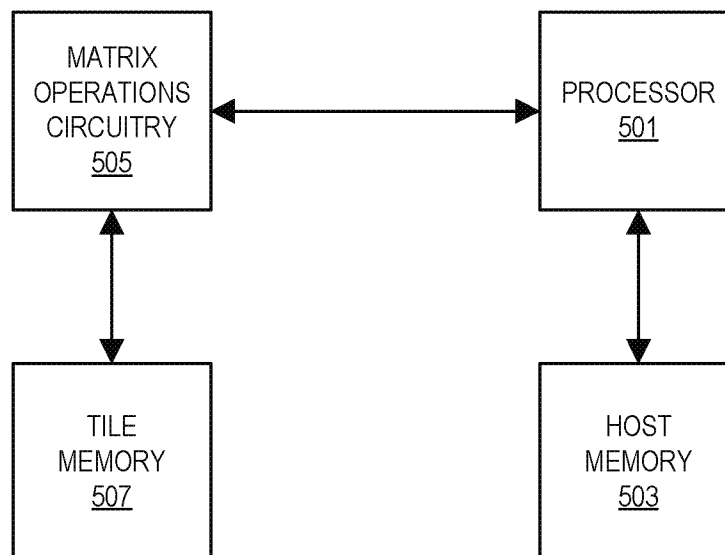 MATRIX
OPERATIONS
CIRCUITRY
505
PROCESSOR
501
TILE
MEMORY
507
HOST
MEMORY
503